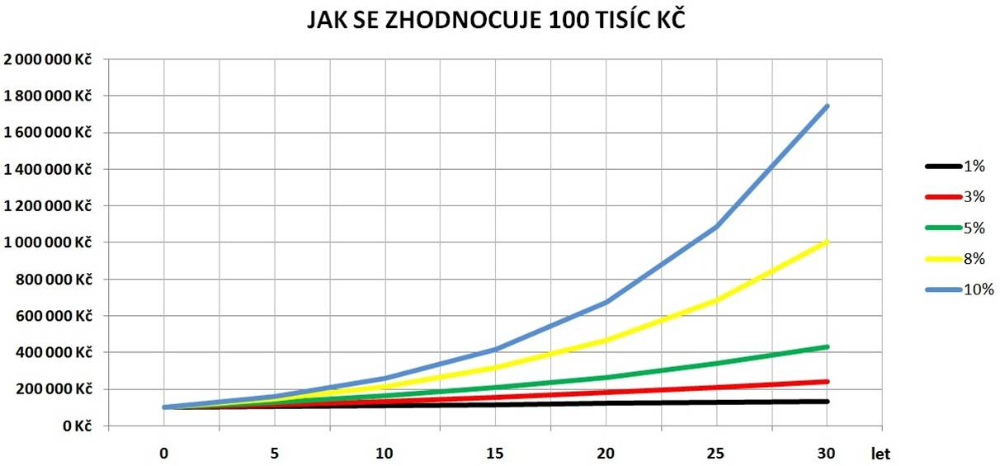 JAK SE ZHODNOCUJE 100 TISÍC KČ
2 000 000 Kč
1 800 000 Kč
1 600 000 Kč
1 400 000 Kč
1 200 000 Kč
1 000 000 Kč
800 000 Kč
600 000 Kč
400 000 Kč
200 000 Kč
0 Kč
0 5 10 15 20 25 30 let
1%
3%
5%
8%
10%